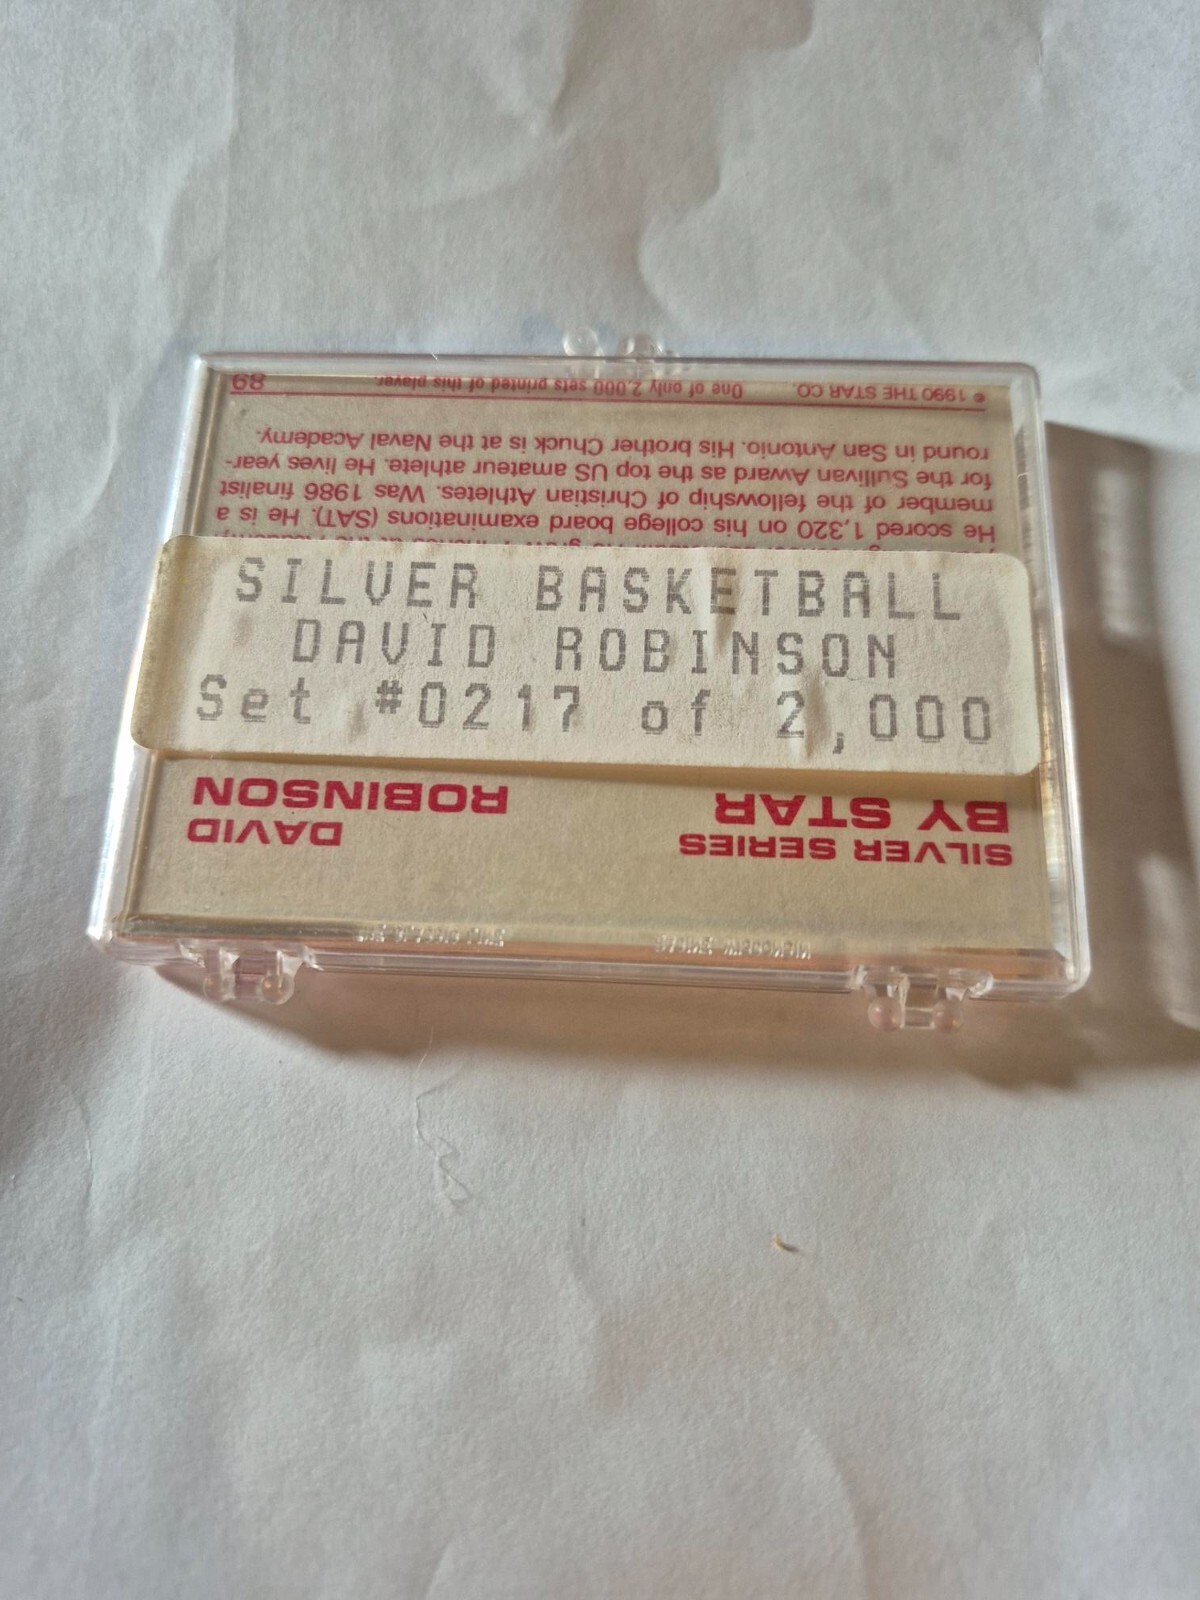 SILVER BASKETBALL
DAVID ROBINSON
Set #0217 of 2,000
SILVER SERIES
BY STAR
DAVID
ROBINSON
He scored 1,320 on his college board examinations (SAT). He is a
member of the fellowship of Christian Athletes. Was 1986 finalist
for the Sullivan Award as the top US amateur athlete. He lives year-
round in San Antonio. His brother Chuck is at the Naval Academy.
© 1990 THE STAR CO. One of only 2,000 sets printed of this player. 89